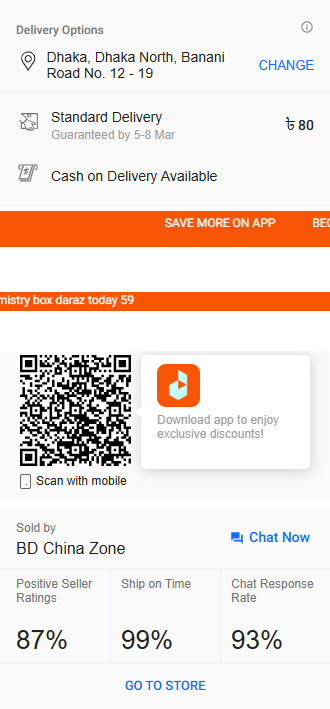 Delivery Options
Dhaka, Dhaka North, Banani
Road No. 12 - 19
CHANGE
Standard Delivery
৳ 80
Guaranteed by 5-8 Mar
Cash on Delivery Available
SAVE MORE ON APP
BEC
mistry box daraz today 59
Download app to enjoy
exclusive discounts!
Scan with mobile
Sold by
BD China Zone
Chat Now
Positive Seller
Ratings
87%
Ship on Time
99%
Chat Response
Rate
93%
GO TO STORE